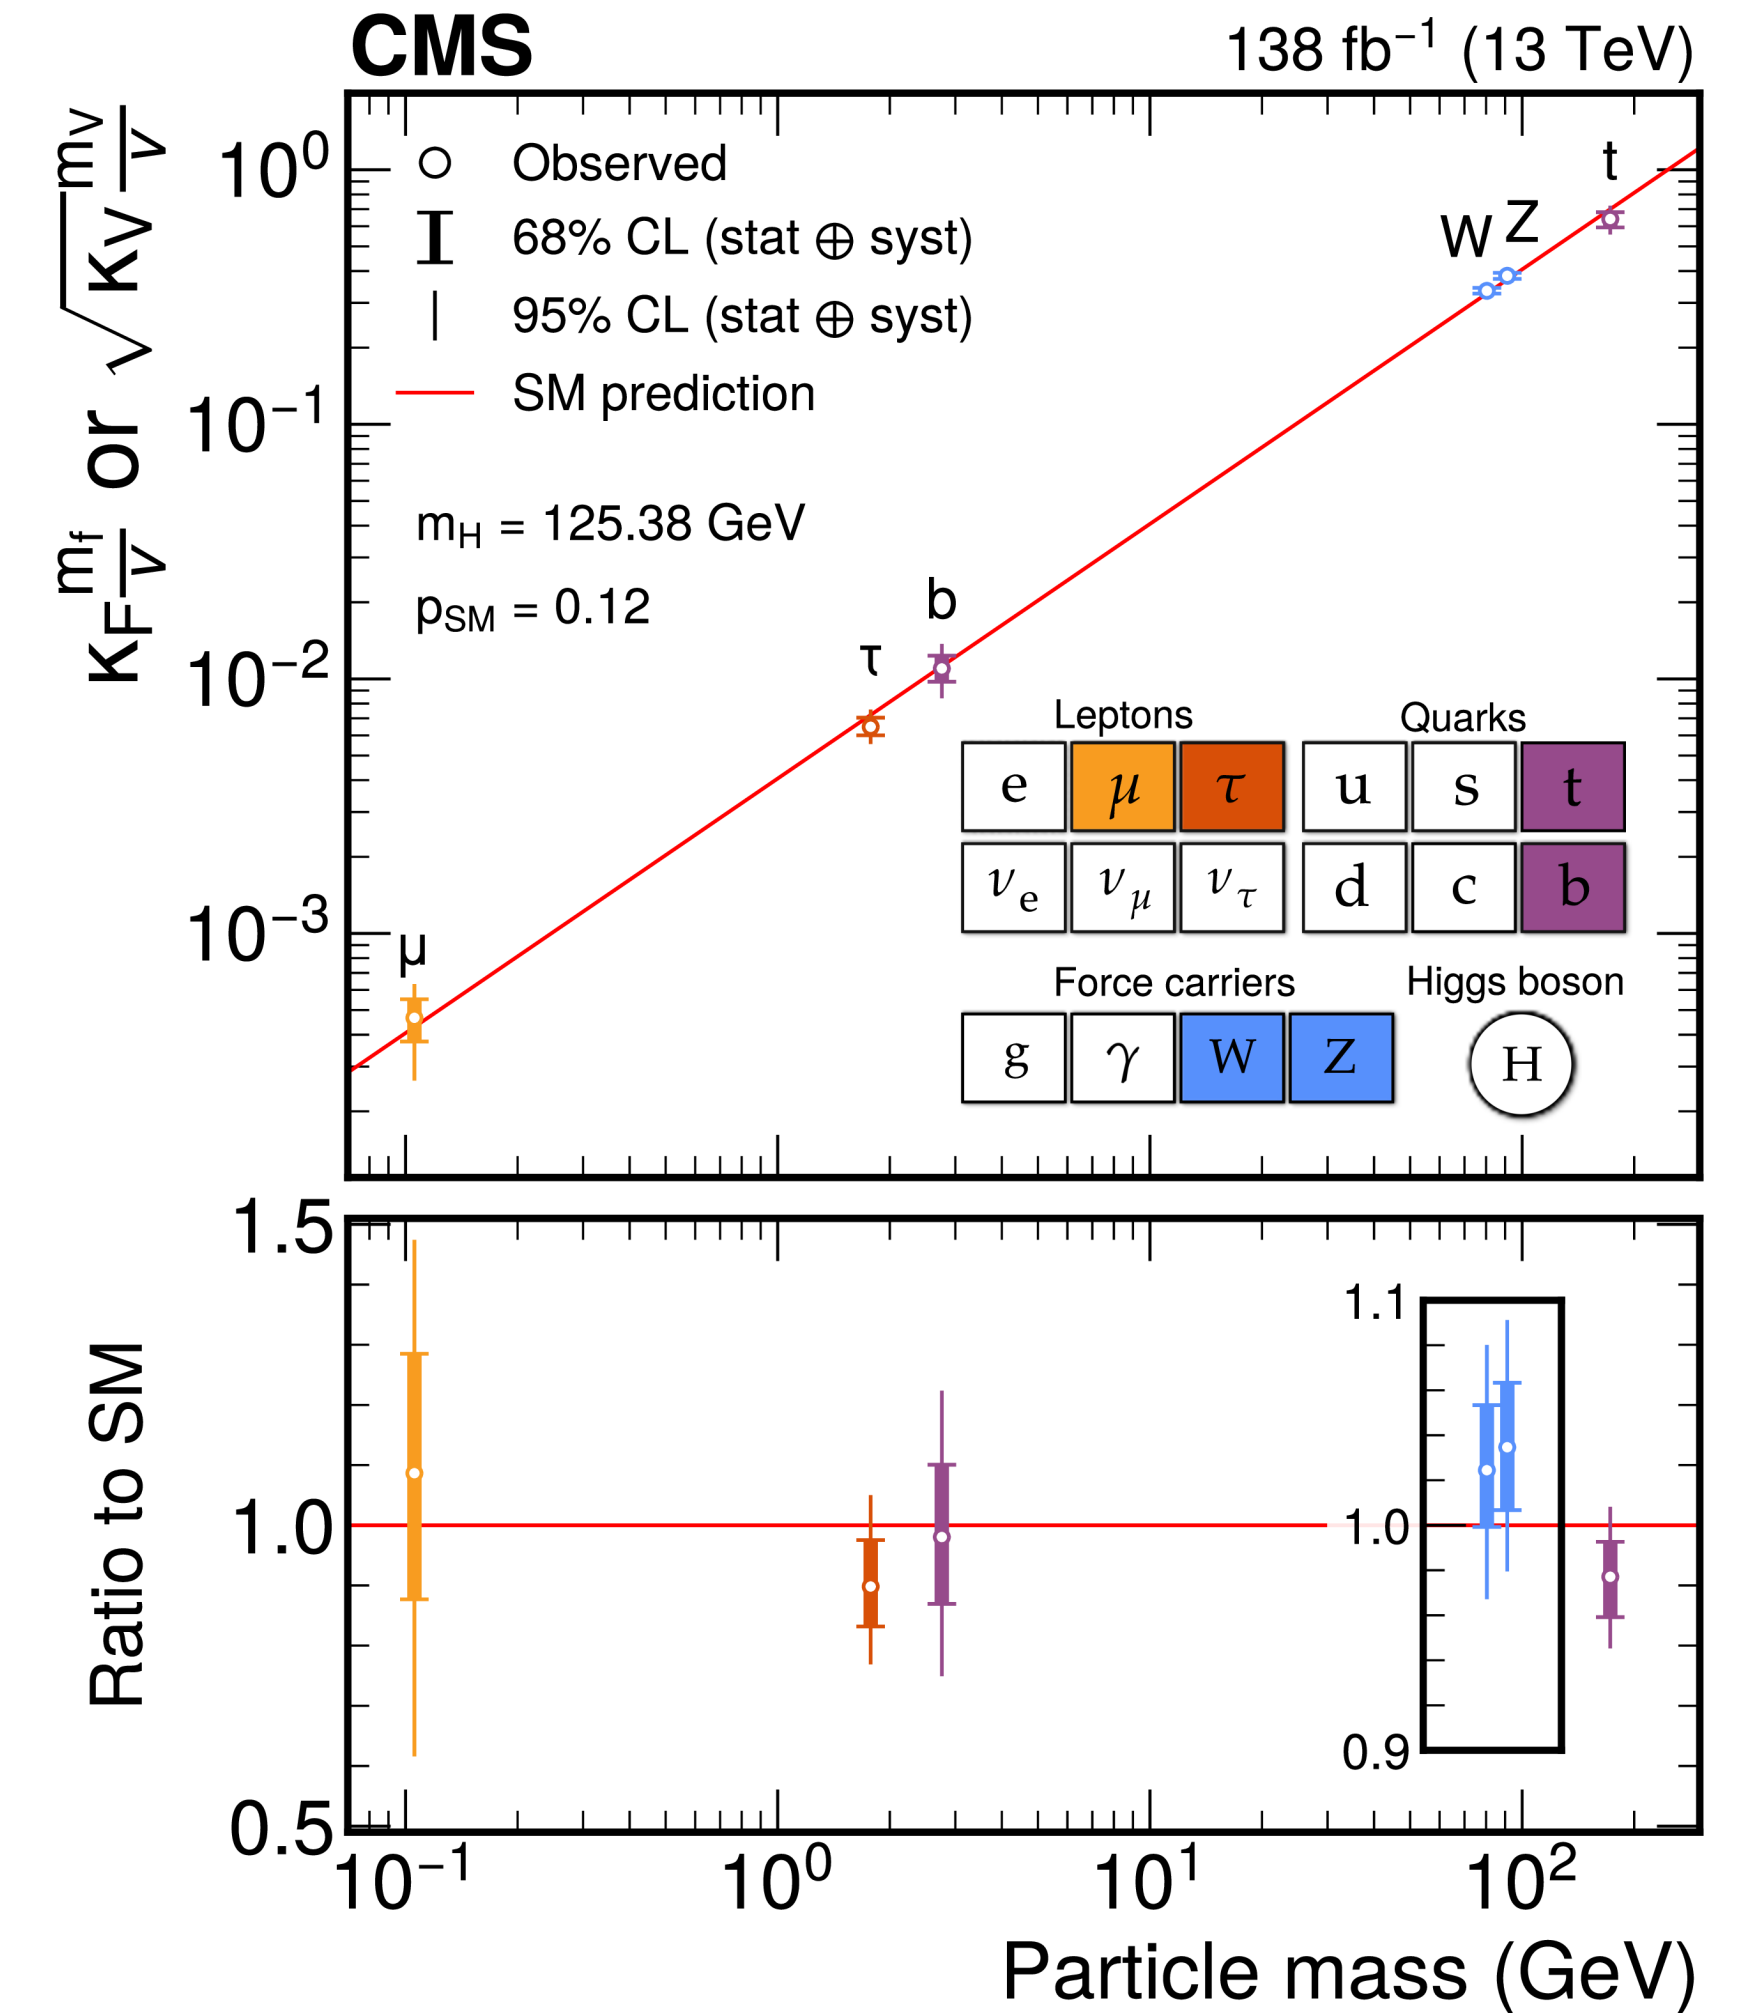 CMS
138 fb⁻¹ (13 TeV)
κ_F m_f/ν or √κ_V m_V/ν
10⁰
10⁻¹
10⁻²
10⁻³
Observed
68% CL (stat ⊕ syst)
95% CL (stat ⊕ syst)
SM prediction
m_H = 125.38 GeV
p_SM = 0.12
μ
τ
b
W
Z
t
Leptons
Quarks
e μ τ u s t
ν_e ν_μ ν_τ d c b
Force carriers
Higgs boson
g γ W Z H
Ratio to SM
1.5
1.0
0.5
1.1
1.0
0.9
10⁻¹ 10⁰ 10¹ 10²
Particle mass (GeV)